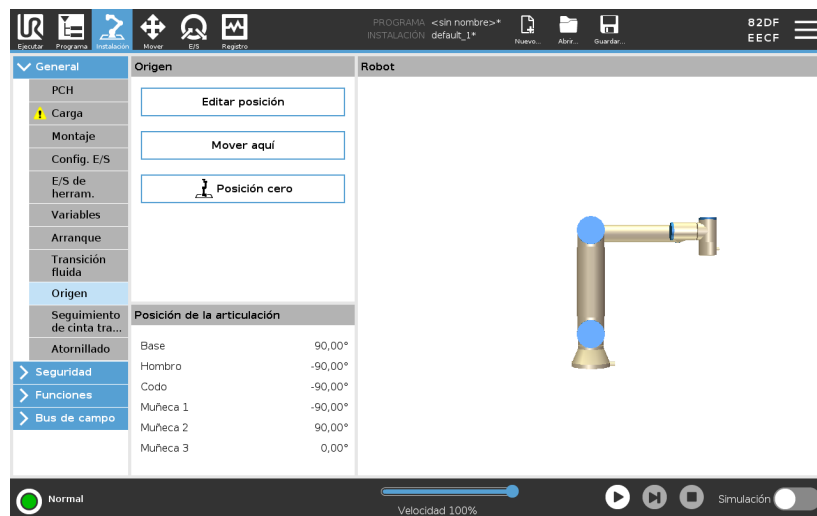 UR
PROGRAMA <sin nombre>*
INSTALACIÓN default_1*
82DF
EECF
Ejecutar Programa Instalación Mover E/S Registro Nuevo... Abrir... Guardar...
General
PCH
Carga
Montaje
Config. E/S
E/S de
herram.
Variables
Arranque
Transición
fluida
Origen
Seguimiento
de cinta tra...
Atornillado
Seguridad
Funciones
Bus de campo
Origen
Editar posición
Mover aquí
Posición cero
Posición de la articulación
Base 90,00°
Hombro -90,00°
Codo -90,00°
Muñeca 1 -90,00°
Muñeca 2 90,00°
Muñeca 3 0,00°
Robot
Normal
Velocidad 100%
Simulación